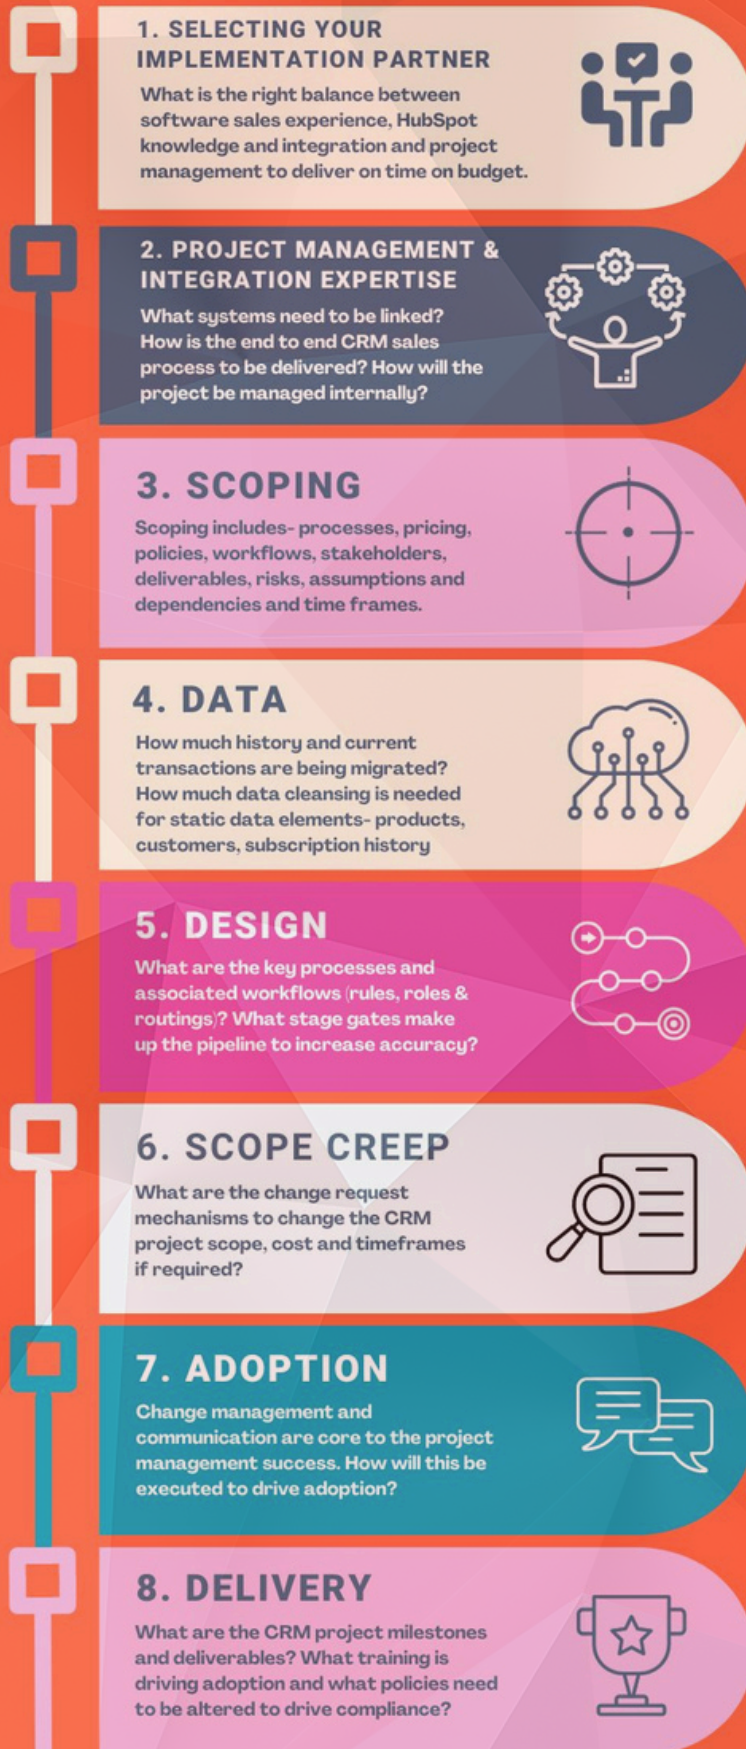 1. SELECTING YOUR
IMPLEMENTATION PARTNER
What is the right balance between
software sales experience, HubSpot
knowledge and integration and project
management to deliver on time on budget.
2. PROJECT MANAGEMENT &
INTEGRATION EXPERTISE
What systems need to be linked?
How is the end to end CRM sales
process to be delivered? How will the
project be managed internally?
3. SCOPING
Scoping includes- processes, pricing,
policies, workflows, stakeholders,
deliverables, risks, assumptions and
dependencies and time frames.
4. DATA
How much history and current
transactions are being migrated?
How much data cleansing is needed
for static data elements- products,
customers, subscription history
5. DESIGN
What are the key processes and
associated workflows (rules, roles &
routings)? What stage gates make
up the pipeline to increase accuracy?
6. SCOPE CREEP
What are the change request
mechanisms to change the CRM
project scope, cost and timeframes
if required?
7. ADOPTION
Change management and
communication are core to the project
management success. How will this be
executed to drive adoption?
8. DELIVERY
What are the CRM project milestones
and deliverables? What training is
driving adoption and what policies need
to be altered to drive compliance?